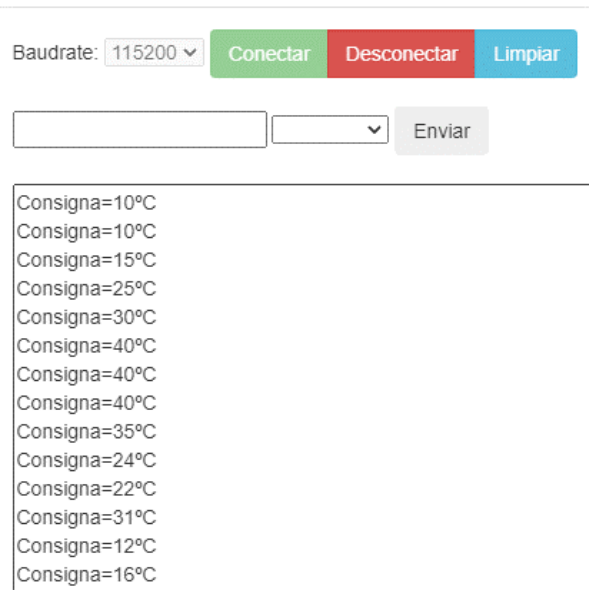 Baudrate: 115200 Conectar Desconectar Limpiar
Enviar
Consigna=10ºC
Consigna=10ºC
Consigna=15ºC
Consigna=25ºC
Consigna=30ºC
Consigna=40ºC
Consigna=40ºC
Consigna=40ºC
Consigna=35ºC
Consigna=24ºC
Consigna=22ºC
Consigna=31ºC
Consigna=12ºC
Consigna=16ºC